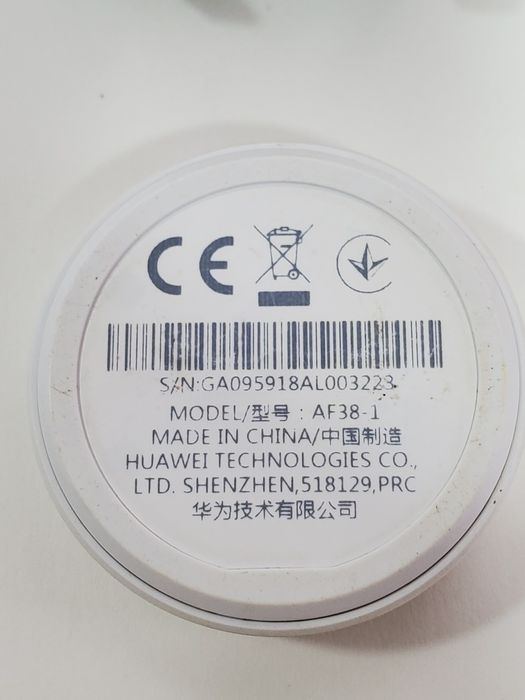 CE
S/N:GA095918AL003223
MODEL/型号 : AF38-1
MADE IN CHINA/中国制造
HUAWEI TECHNOLOGIES CO.,
LTD. SHENZHEN,518129,PRC
华为技术有限公司